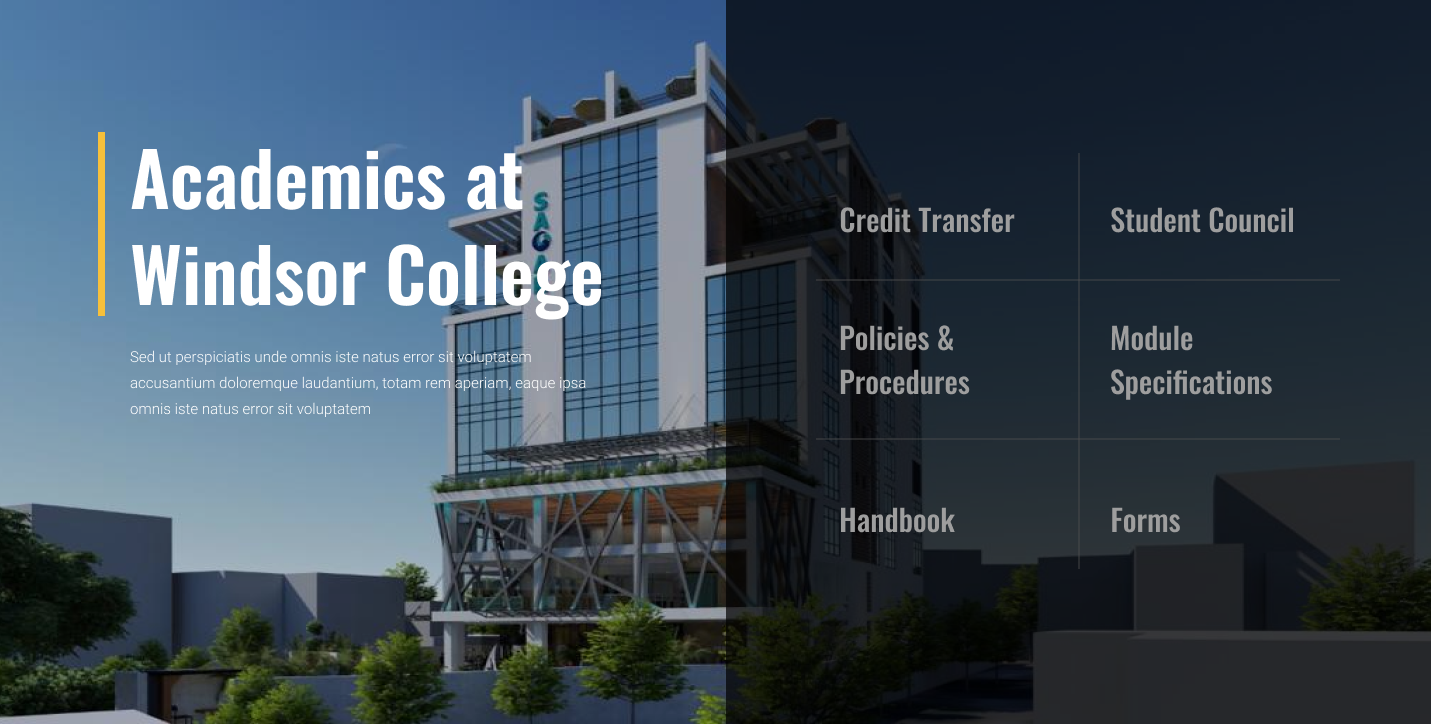 Academics at
Windsor College
Sed ut perspiciatis unde omnis iste natus error sit voluptatem
accusantium doloremque laudantium, totam rem aperiam, eaque ipsa
omnis iste natus error sit voluptatem
Credit Transfer
Student Council
Policies &
Procedures
Module
Specifications
Handbook
Forms